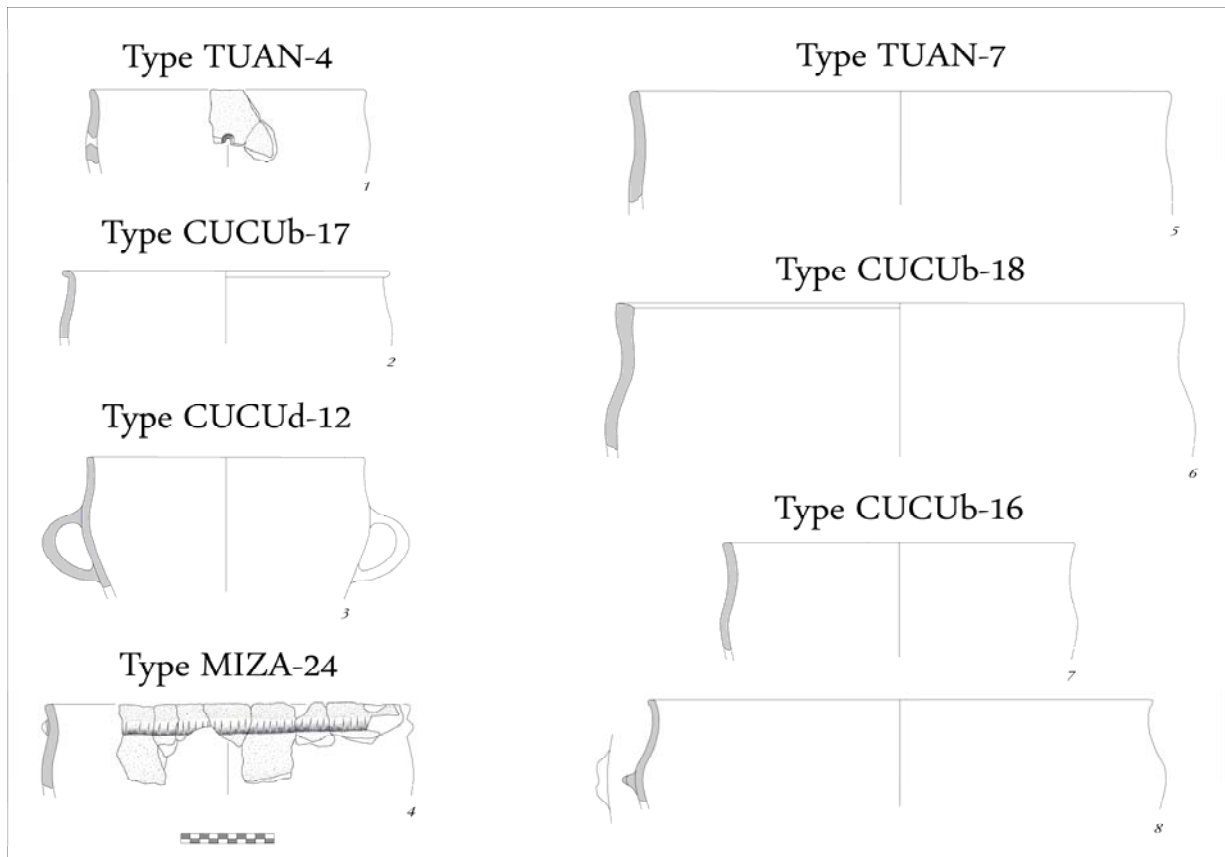 Type TUAN-4
1
Type CUCUb-17
2
Type CUCUd-12
3
Type MIZA-24
4
Type TUAN-7
5
Type CUCUb-18
6
Type CUCUb-16
7
8